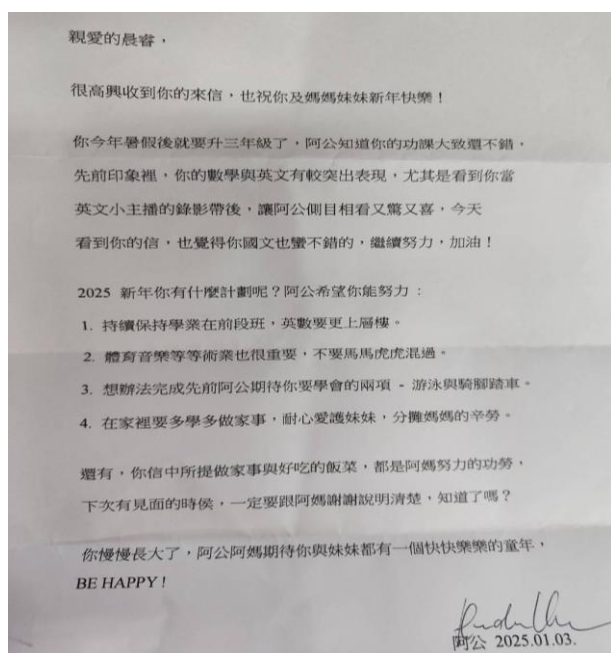 親愛的晨睿，
很高興收到你的來信，也祝你及媽媽妹妹新年快樂！
你今年暑假後就要升三年級了，阿公知道你的功課大致還不錯，
先前印象裡，你的數學與英文有較突出表現，尤其是看到你當
英文小主播的錄影帶後，讓阿公側目相看又驚又喜，今天
看到你的信，也覺得你國文也蠻不錯的，繼續努力，加油！
2025 新年你有什麼計劃呢？阿公希望你能努力：
1. 持續保持學業在前段班，英數要更上層樓。
2. 體育音樂等等術業也很重要，不要馬馬虎虎混過。
3. 想辦法完成先前阿公期待你要學會的兩項 - 游泳與騎腳踏車。
4. 在家裡要多學多做家事，耐心愛護妹妹，分攤媽媽的辛勞。
還有，你信中所提做家事與好吃的飯菜，都是阿媽努力的功勞，
下次有見面的時侯，一定要跟阿媽謝謝說明清楚，知道了嗎？
你慢慢長大了，阿公阿媽期待你與妹妹都有一個快快樂樂的童年，
BE HAPPY！
阿公 2025.01.03.